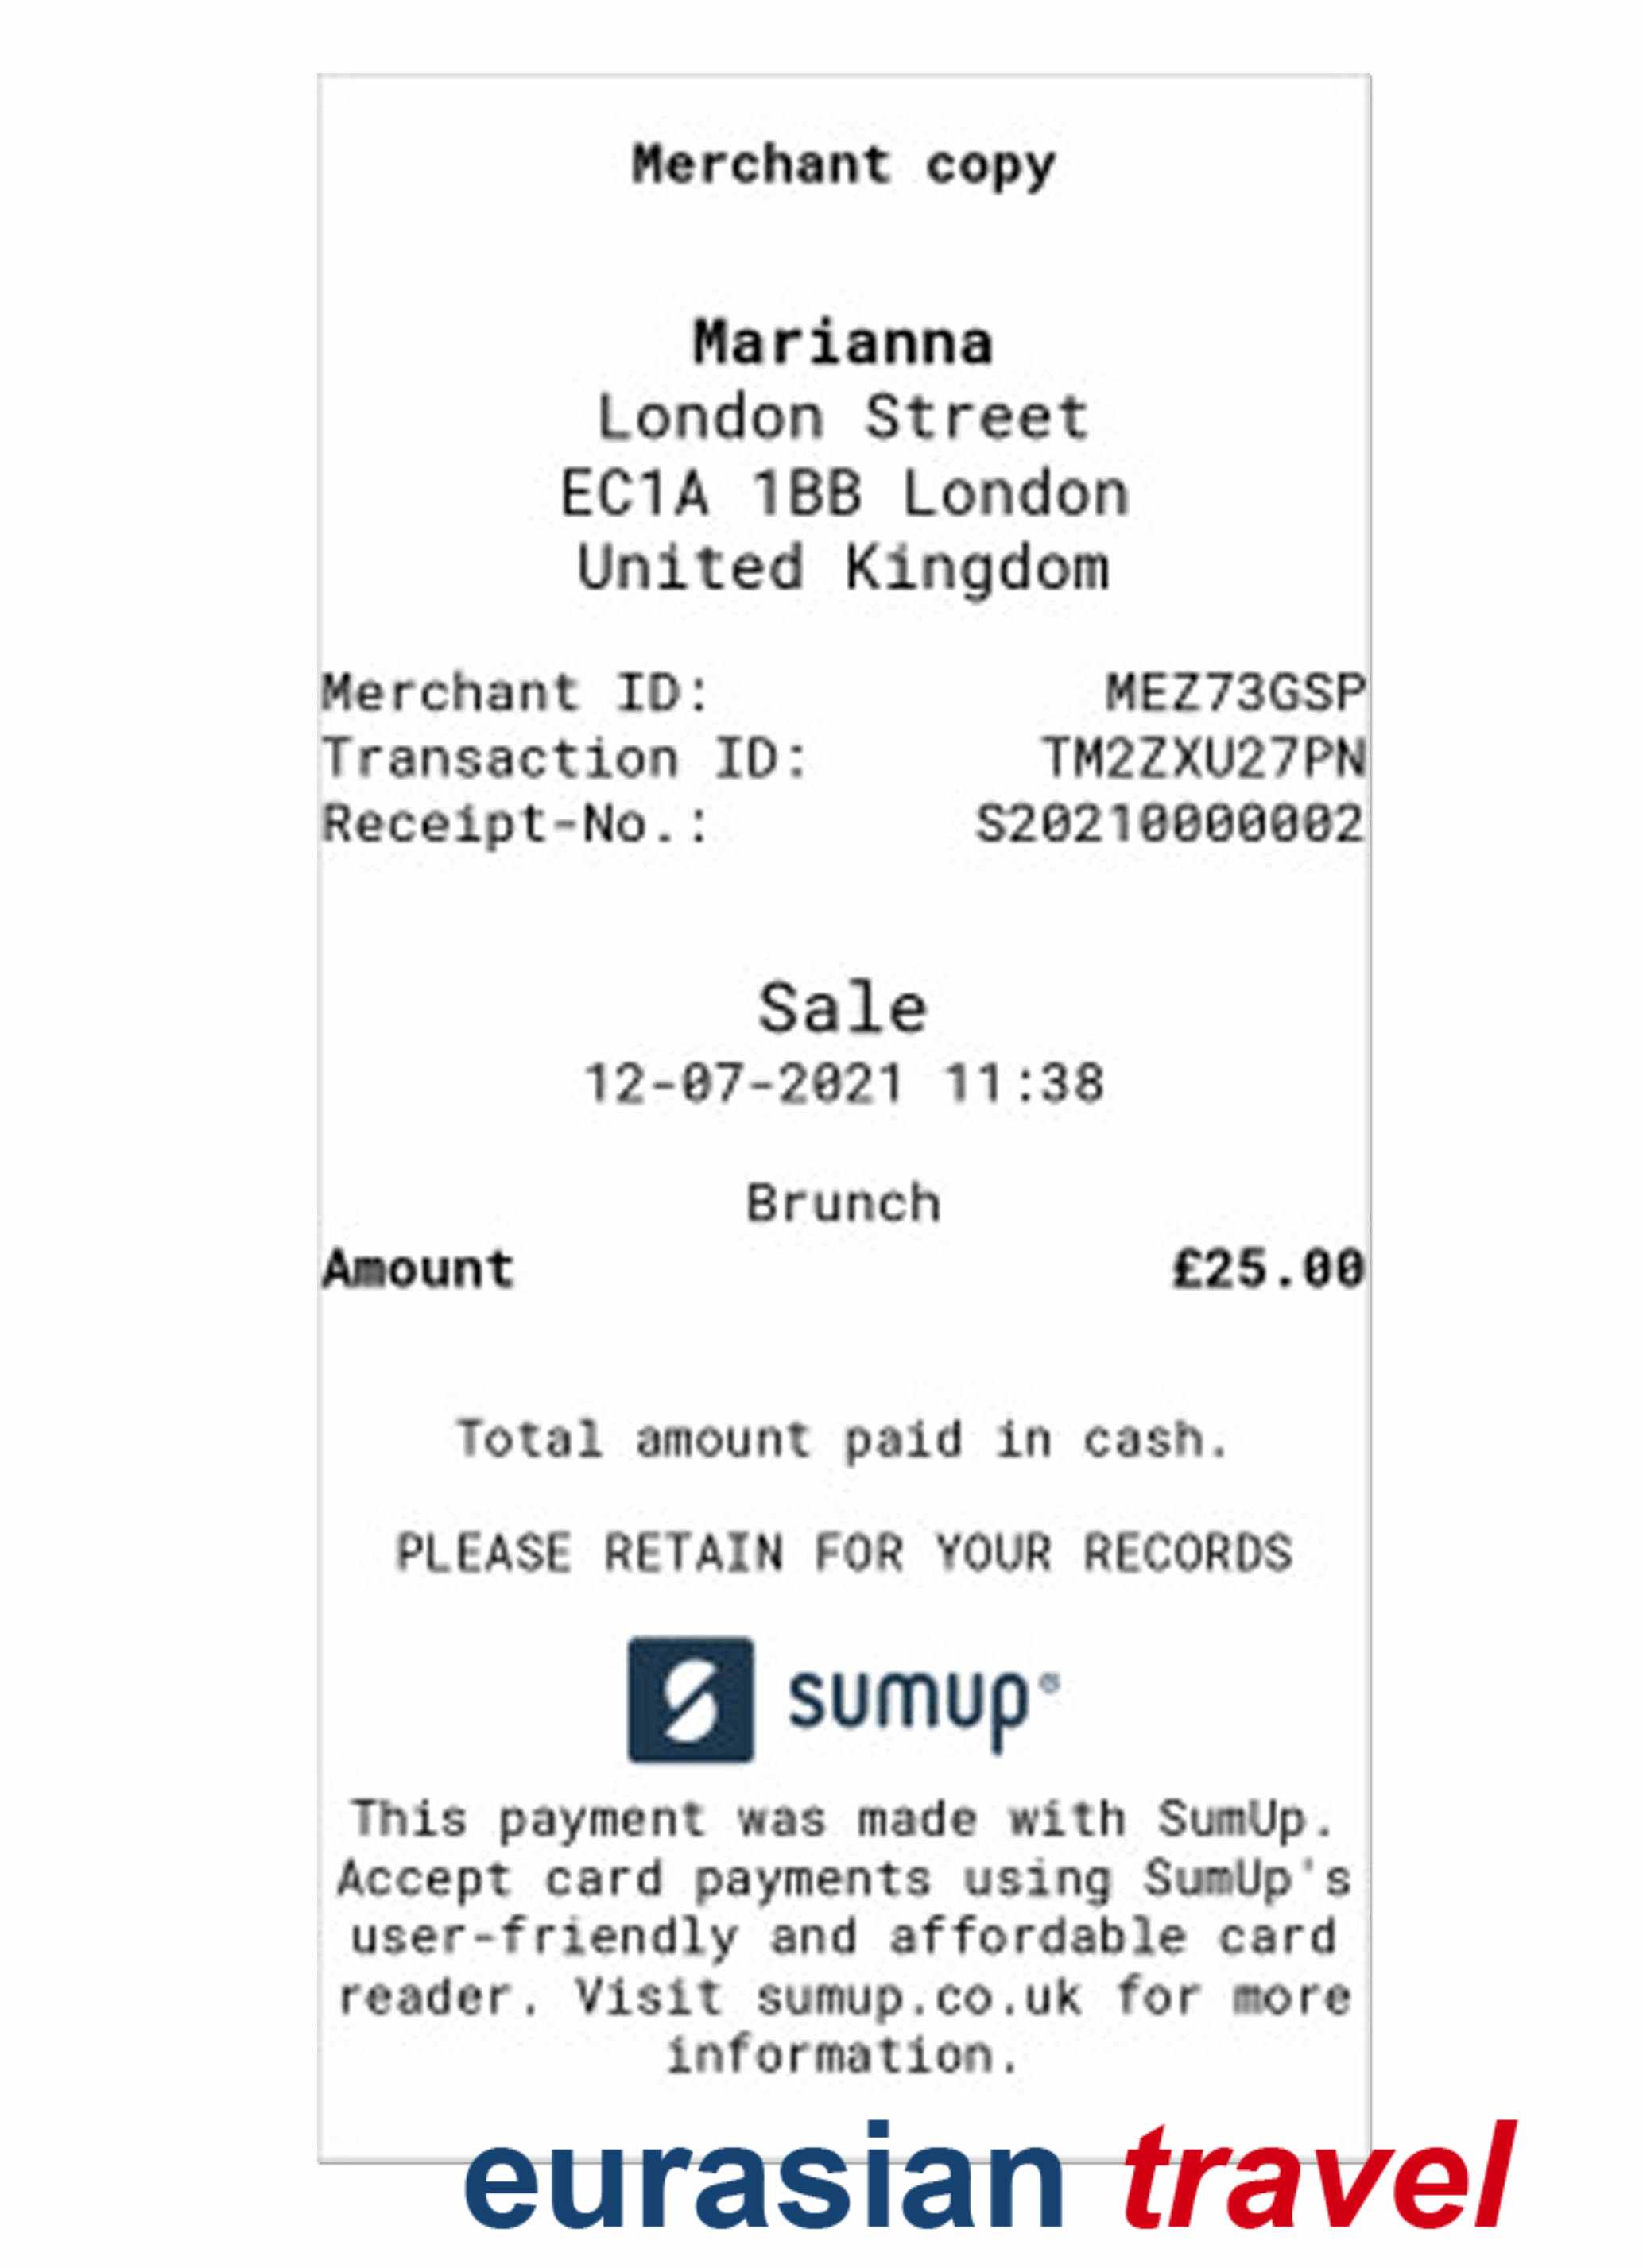 Merchant copy
Marianna
London Street
EC1A 1BB London
United Kingdom
Merchant ID: MEZ73GSP
Transaction ID: TM2ZXU27PN
Receipt-No.: S20210000002
Sale
12-07-2021 11:38
Brunch
Amount £25.00
Total amount paid in cash.
PLEASE RETAIN FOR YOUR RECORDS
sumup®
This payment was made with SumUp.
Accept card payments using SumUp's
user-friendly and affordable card
reader. Visit sumup.co.uk for more
information.
eurasian travel